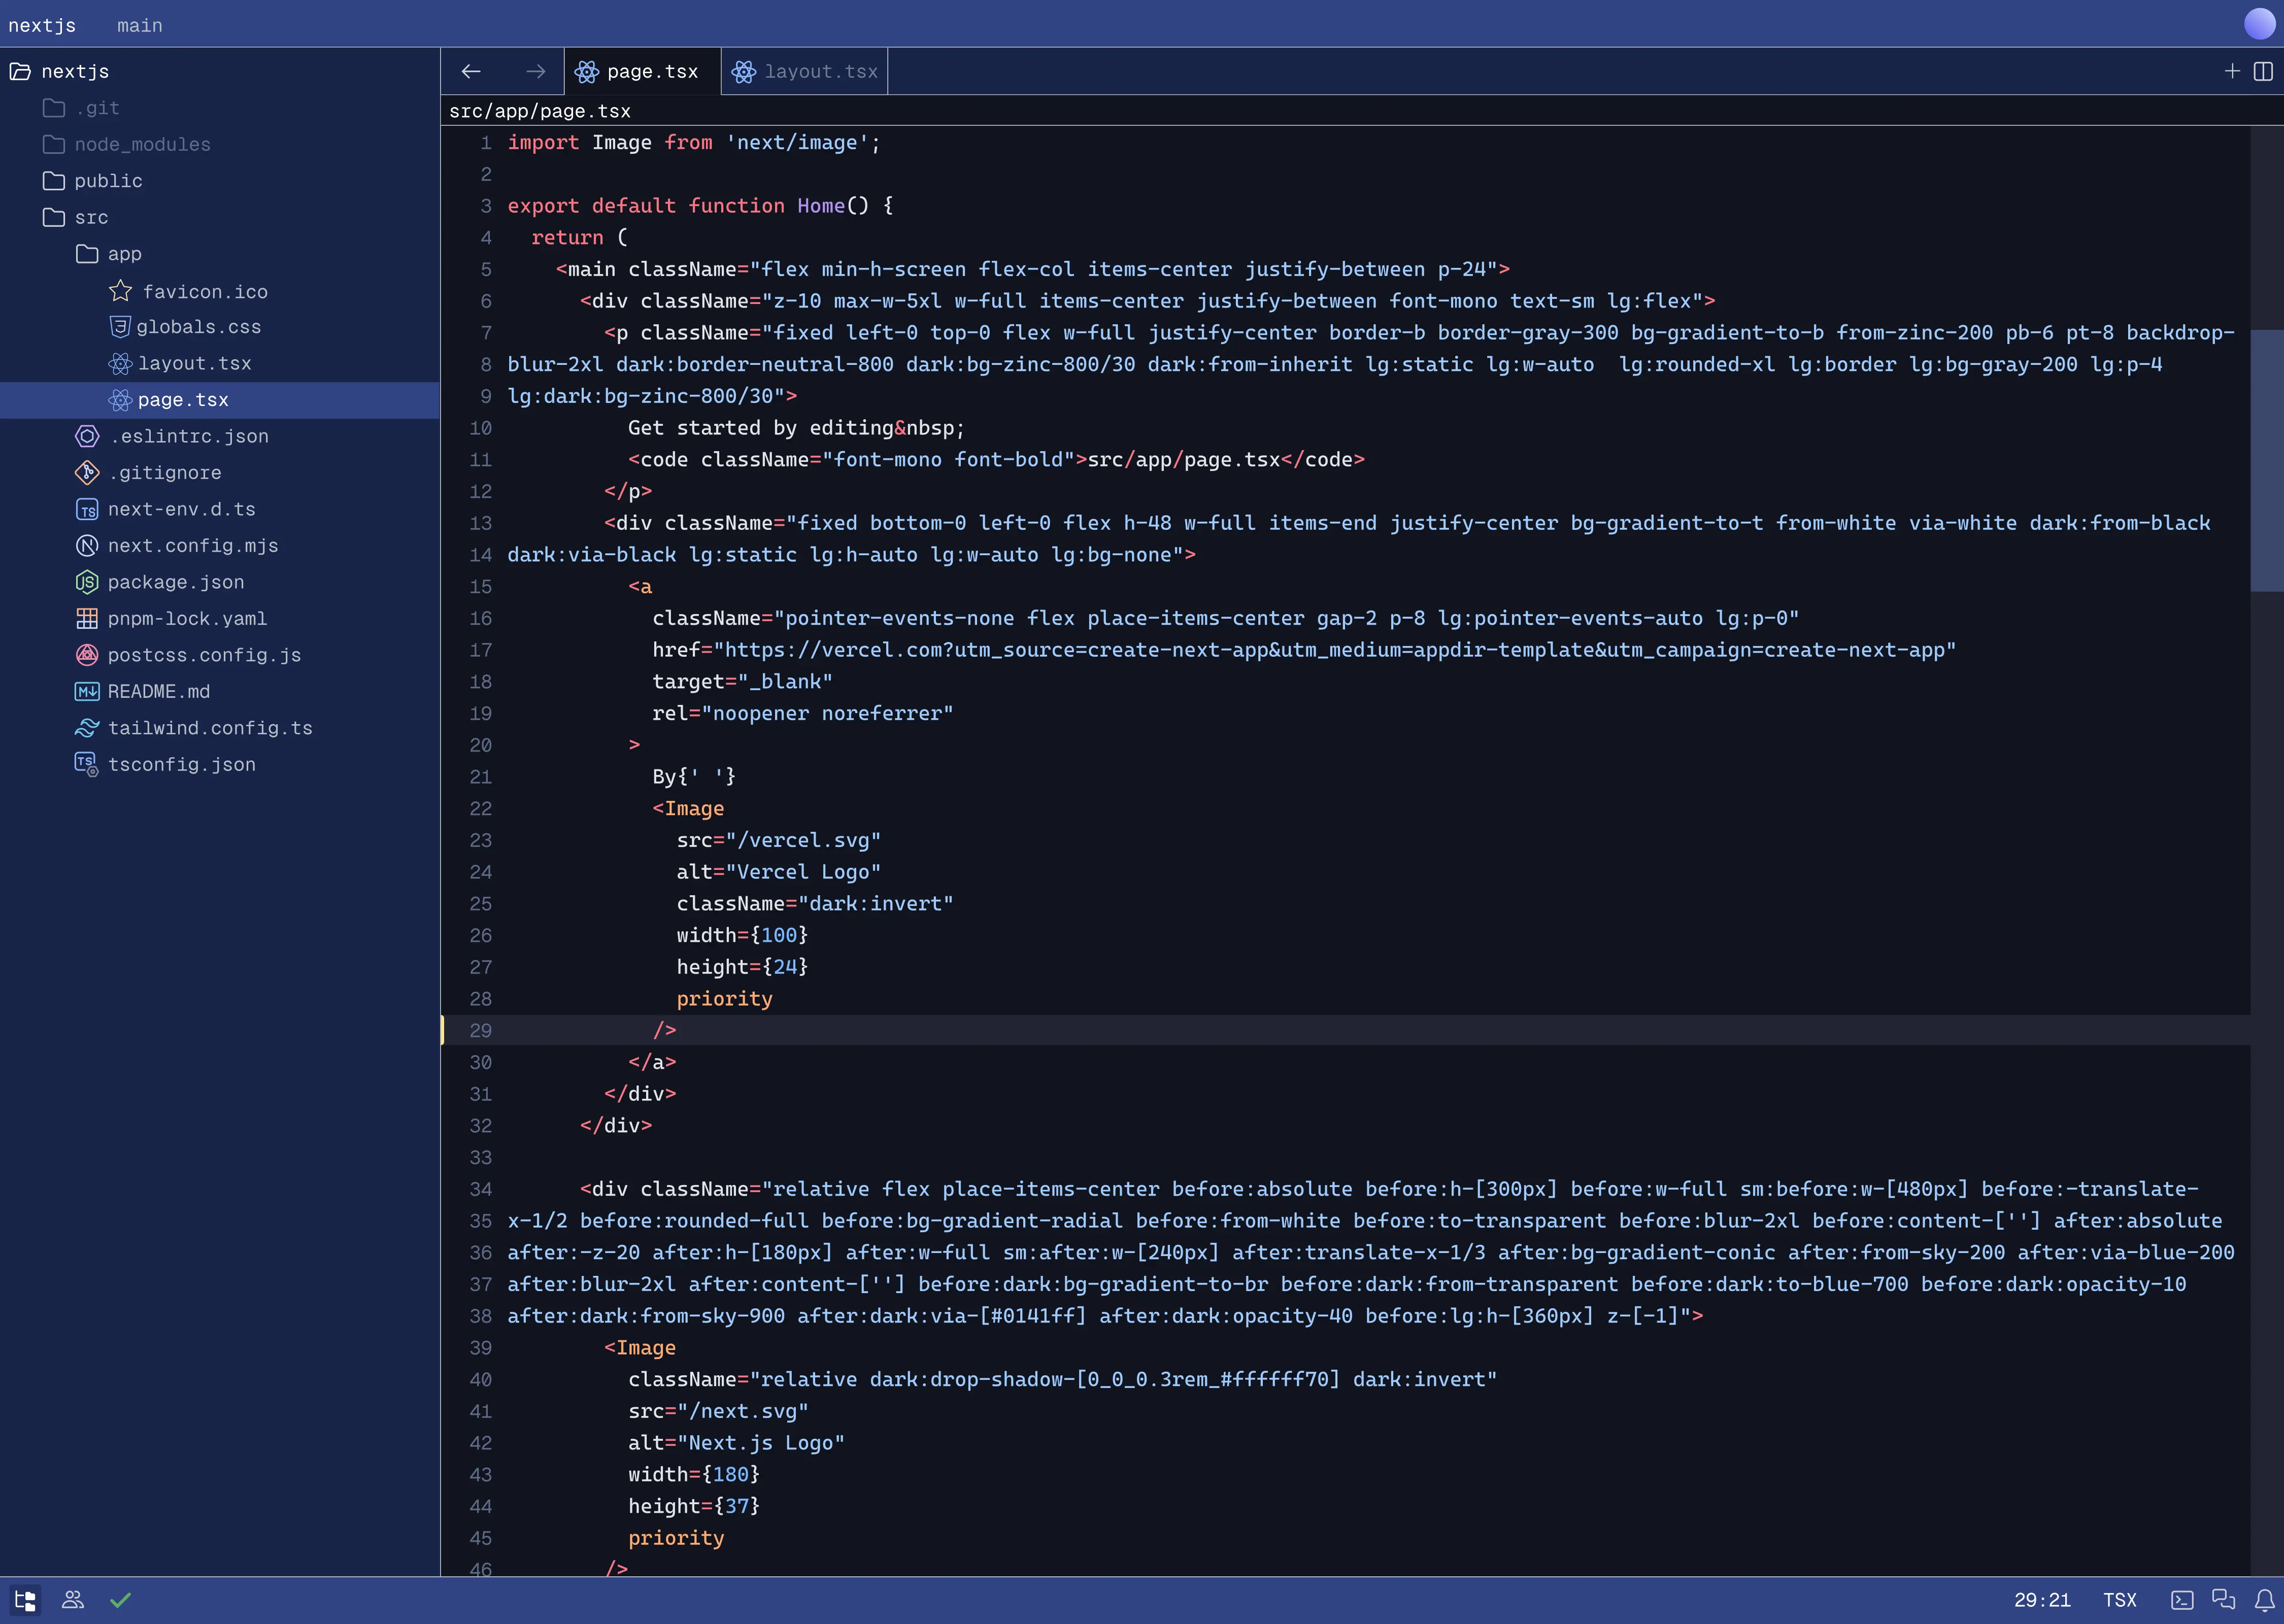 nextjs main
nextjs
.git
node_modules
public
src
app
favicon.ico
globals.css
layout.tsx
page.tsx
.eslintrc.json
.gitignore
TS next-env.d.ts
N next.config.mjs
JS package.json
pnpm-lock.yaml
postcss.config.js
M README.md
tailwind.config.ts
TS tsconfig.json
page.tsx layout.tsx
src/app/page.tsx
1 import Image from 'next/image';
2
3 export default function Home() {
4   return (
5     <main className="flex min-h-screen flex-col items-center justify-between p-24">
6       <div className="z-10 max-w-5xl w-full items-center justify-between font-mono text-sm lg:flex">
7         <p className="fixed left-0 top-0 flex w-full justify-center border-b border-gray-300 bg-gradient-to-b from-zinc-200 pb-6 pt-8 backdrop-
8 blur-2xl dark:border-neutral-800 dark:bg-zinc-800/30 dark:from-inherit lg:static lg:w-auto  lg:rounded-xl lg:border lg:bg-gray-200 lg:p-4
9 lg:dark:bg-zinc-800/30">
10           Get started by editing&nbsp;
11           <code className="font-mono font-bold">src/app/page.tsx</code>
12         </p>
13         <div className="fixed bottom-0 left-0 flex h-48 w-full items-end justify-center bg-gradient-to-t from-white via-white dark:from-black
14 dark:via-black lg:static lg:h-auto lg:w-auto lg:bg-none">
15           <a
16             className="pointer-events-none flex place-items-center gap-2 p-8 lg:pointer-events-auto lg:p-0"
17             href="https://vercel.com?utm_source=create-next-app&utm_medium=appdir-template&utm_campaign=create-next-app"
18             target="_blank"
19             rel="noopener noreferrer"
20           >
21             By{' '}
22             <Image
23               src="/vercel.svg"
24               alt="Vercel Logo"
25               className="dark:invert"
26               width={100}
27               height={24}
28               priority
29             />
30           </a>
31         </div>
32       </div>
33
34       <div className="relative flex place-items-center before:absolute before:h-[300px] before:w-full sm:before:w-[480px] before:-translate-
35 x-1/2 before:rounded-full before:bg-gradient-radial before:from-white before:to-transparent before:blur-2xl before:content-[''] after:absolute
36 after:-z-20 after:h-[180px] after:w-full sm:after:w-[240px] after:translate-x-1/3 after:bg-gradient-conic after:from-sky-200 after:via-blue-200
37 after:blur-2xl after:content-[''] before:dark:bg-gradient-to-br before:dark:from-transparent before:dark:to-blue-700 before:dark:opacity-10
38 after:dark:from-sky-900 after:dark:via-[#0141ff] after:dark:opacity-40 before:lg:h-[360px] z-[-1]">
39         <Image
40           className="relative dark:drop-shadow-[0_0_0.3rem_#ffffff70] dark:invert"
41           src="/next.svg"
42           alt="Next.js Logo"
43           width={180}
44           height={37}
45           priority
46         />
29:21 TSX